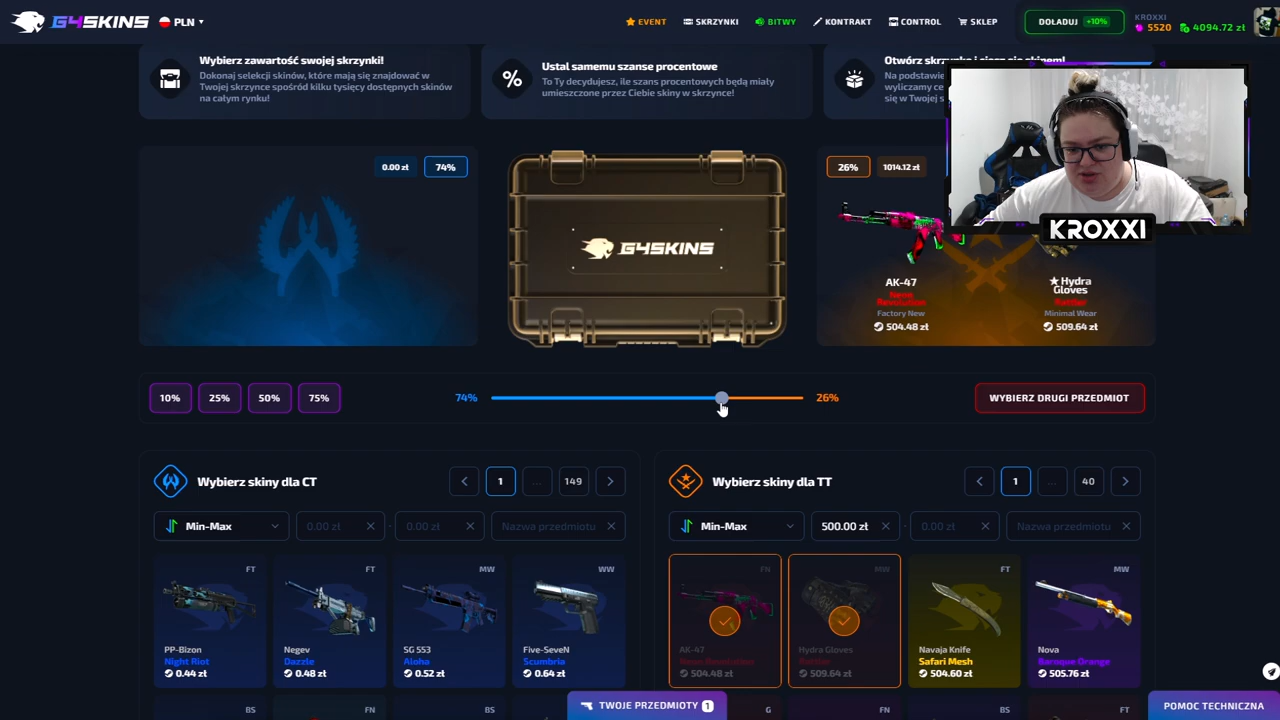 G4SKINS
PLN
EVENT
SKRZYNKI
BITWY
KONTRAKT
CONTROL
SKLEP
DOŁADUJ +10%
KROXXI
5520
4094.72 zł
Wybierz zawartość swojej skrzynki!
Dokonaj selekcji skinów, które mają się znajdować w
Twojej skrzynce spośród kilku tysięcy dostępnych skinów
na całym rynku!
Ustal samemu szanse procentowe
To Ty decydujesz, ile szans procentowych będą miały
umieszczone przez Ciebie skiny w skrzynce!
Na podstawie
wyliczamy
się w Twojej
0.00 zł
74%
G4SKINS
26%
1014.12 zł
AK-47
Neon
Revolution
Factory New
504.48 zł
★ Hydra
Gloves
Rattler
Minimal Wear
509.64 zł
KROXXI
10%
25%
50%
75%
74%
26%
WYBIERZ DRUGI PRZEDMIOT
Wybierz skiny dla CT
1
...
149
Wybierz skiny dla TT
1
...
40
Min-Max
0.00 zł
-
0.00 zł
Nazwa przedmiotu
Min-Max
500.00 zł
-
0.00 zł
Nazwa przedmiotu
FT
PP-Bizon
Night Riot
0.44 zł
FT
Negev
Dazzle
0.48 zł
MW
SG 553
Aloha
0.52 zł
WW
Five-SeveN
Scumbria
0.64 zł
FN
AK-47
Neon Revolution
504.48 zł
MW
Hydra Gloves
Rattler
509.64 zł
FT
Navaja Knife
Safari Mesh
504.60 zł
MW
Nova
Baroque Orange
505.76 zł
BS
FN
BS
BS
G
BS
FT
TWOJE PRZEDMIOTY 1
POMOC TECHNICZNA